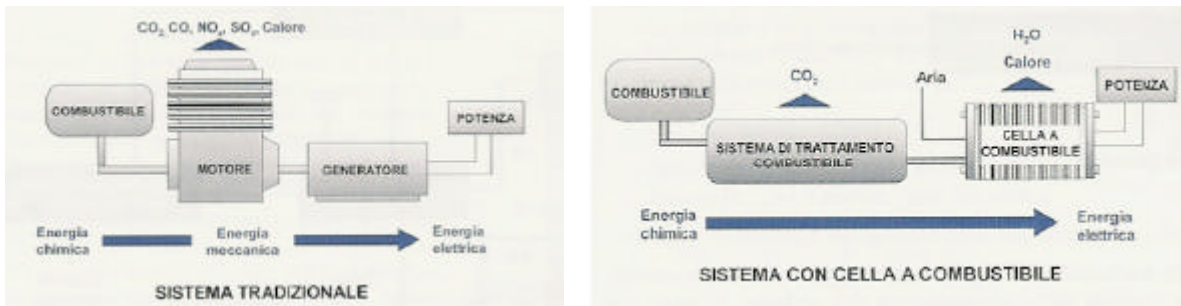 CO₂ CO, NOₓ, SOₓ, Calore
COMBUSTIBILE
MOTORE
GENERATORE
POTENZA
Energia
chimica
Energia
meccanica
Energia
elettrica
SISTEMA TRADIZIONALE
COMBUSTIBILE
CO₂
SISTEMA DI TRATTAMENTO
COMBUSTIBILE
Aria
H₂O
Calore
CELLA A
COMBUSTIBILE
POTENZA
Energia
chimica
Energia
elettrica
SISTEMA CON CELLA A COMBUSTIBILE